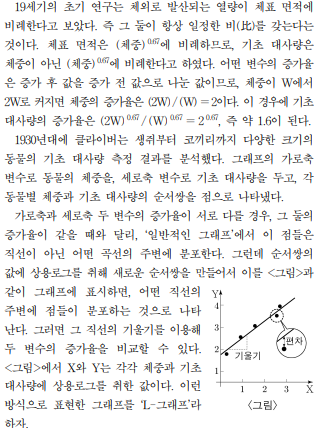 19세기의 초기 연구는 체외로 발산되는 열량이 체표 면적에
비례한다고 보았다. 즉 그 둘이 항상 일정한 비(比)를 갖는다는
것이다. 체표 면적은 (체중)^0.67에 비례하므로, 기초 대사량은
체중이 아닌 (체중)^0.67에 비례한다고 하였다. 어떤 변수의 증가율
은 증가 후 값을 증가 전 값으로 나눈 값이므로, 체중이 W에서
2W로 커지면 체중의 증가율은 (2W)/(W)=2이다. 이 경우에 기초
대사량의 증가율은 (2W)^0.67/(W)^0.67=2^0.67, 즉 약 1.6이 된다.
1930년대에 클라이버는 생쥐부터 코끼리까지 다양한 크기의
동물의 기초 대사량 측정 결과를 분석했다. 그래프의 가로축
변수로 동물의 체중을, 세로축 변수로 기초 대사량을 두고, 각
동물별 체중과 기초 대사량의 순서쌍을 점으로 나타냈다.
가로축과 세로축 두 변수의 증가율이 서로 다를 경우, 그 둘의
증가율이 같을 때와 달리, ‘일반적인 그래프’에서 이 점들은
직선이 아닌 어떤 곡선의 주변에 분포한다. 그런데 순서쌍의
값에 상용로그를 취해 새로운 순서쌍을 만들어서 이를 <그림>과
같이 그래프에 표시하면, 어떤 직선의
주변에 점들이 분포하는 것으로 나타
난다. 그러면 그 직선의 기울기를 이용해
두 변수의 증가율을 비교할 수 있다.
<그림>에서 X와 Y는 각각 체중과 기초
대사량에 상용로그를 취한 값이다. 이런
방식으로 표현한 그래프를 ‘L-그래프’라
하자.
Y
4
3
2
1
편차
기울기
1 2 3 X
<그림>